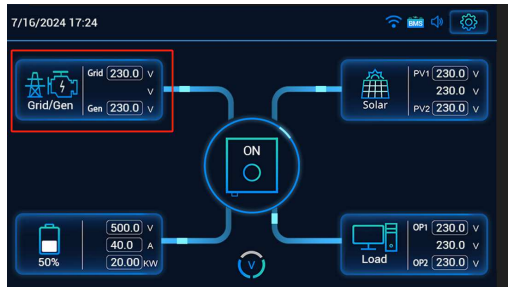 7/16/2024 17:24
BMS
Grid 230.0 V
V
Gen 230.0 V
Grid/Gen
PV1 230.0 V
230.0 V
PV2 230.0 V
Solar
ON
500.0 V
40.0 A
20.00 KW
50%
V
OP1 230.0 V
230.0 V
OP2 230.0 V
Load